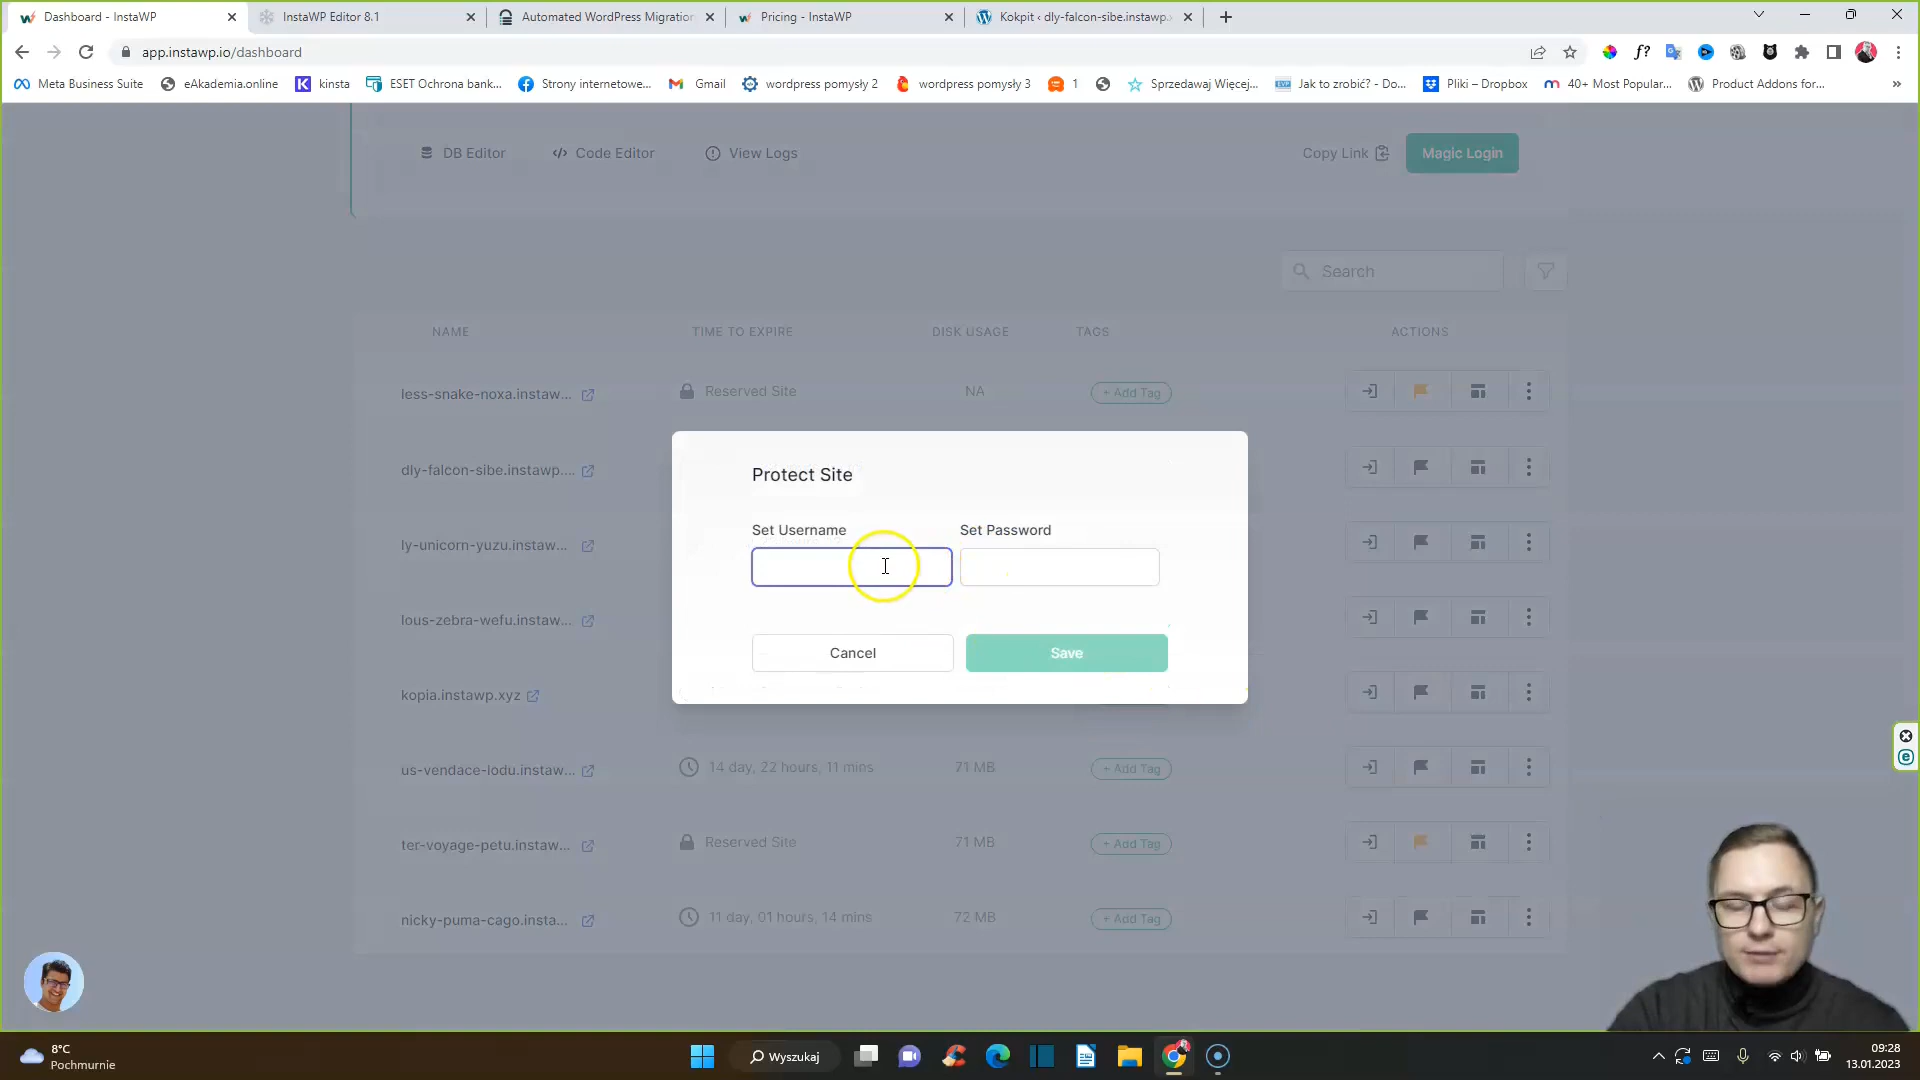 Dashboard - InstaWP
InstaWP Editor 8.1
Automated WordPress Migration
Pricing - InstaWP
Kokpit ‹ dly-falcon-sibe.instawp.x
app.instawp.io/dashboard
Meta Business Suite
eAkademia.online
kinsta
ESET Ochrona bank...
Strony internetowe...
Gmail
wordpress pomysły 2
wordpress pomysły 3
1
Sprzedawaj Więcej,...
Jak to zrobić? - Do...
Pliki – Dropbox
40+ Most Popular...
Product Addons for...
DB Editor
Code Editor
View Logs
Copy Link
Magic Login
Search
NAME
TIME TO EXPIRE
DISK USAGE
TAGS
ACTIONS
less-snake-noxa.instaw...
Reserved Site
NA
+ Add Tag
dly-falcon-sibe.instawp....
Protect Site
Set Username
Set Password
ly-unicorn-yuzu.instaw...
lous-zebra-wefu.instaw...
Cancel
Save
kopia.instawp.xyz
us-vendace-lodu.instaw...
14 day, 22 hours, 11 mins
71 MB
+ Add Tag
ter-voyage-petu.instaw...
Reserved Site
71 MB
+ Add Tag
nicky-puma-cago.insta...
11 day, 01 hours, 14 mins
72 MB
+ Add Tag
8°C
Pochmurnie
Wyszukaj
09:28
13.01.2023